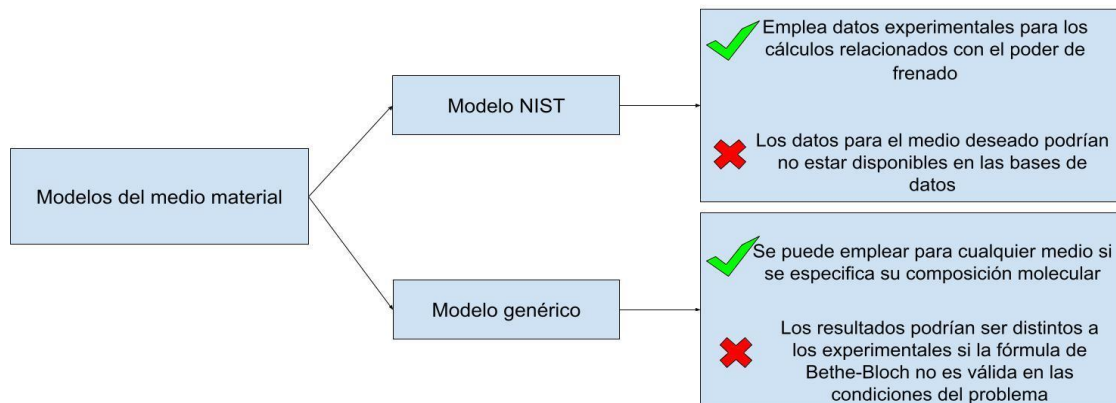 Modelos del medio material
Modelo NIST
Emplea datos experimentales para los
cálculos relacionados con el poder de
frenado
Los datos para el medio deseado podrían
no estar disponibles en las bases de
datos
Modelo genérico
Se puede emplear para cualquier medio si
se especifica su composición molecular
Los resultados podrían ser distintos a
los experimentales si la fórmula de
Bethe-Bloch no es válida en las
condiciones del problema